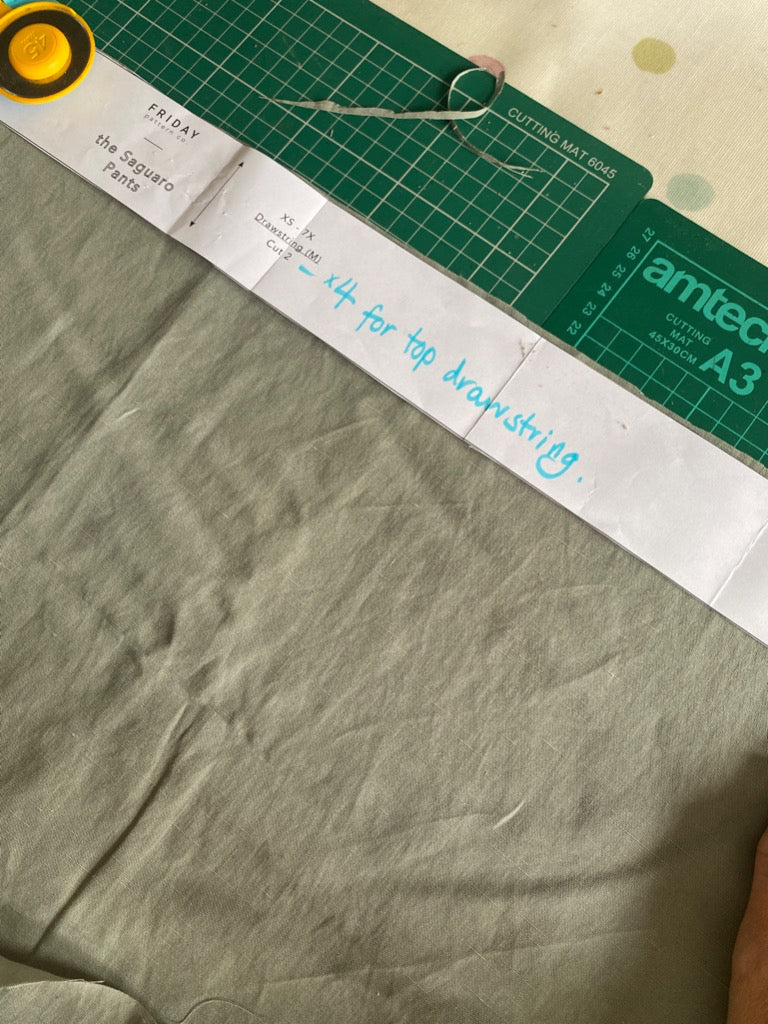 45
FRIDAY
pattern co.
the Saguaro
Pants
XS - 7X
Drawstring (M)
Cut 2
- x4 for top drawstring.
CUTTING MAT 6045
27
26
25
24
23
22
amtech
CUTTING
MAT
45X30CM
A3